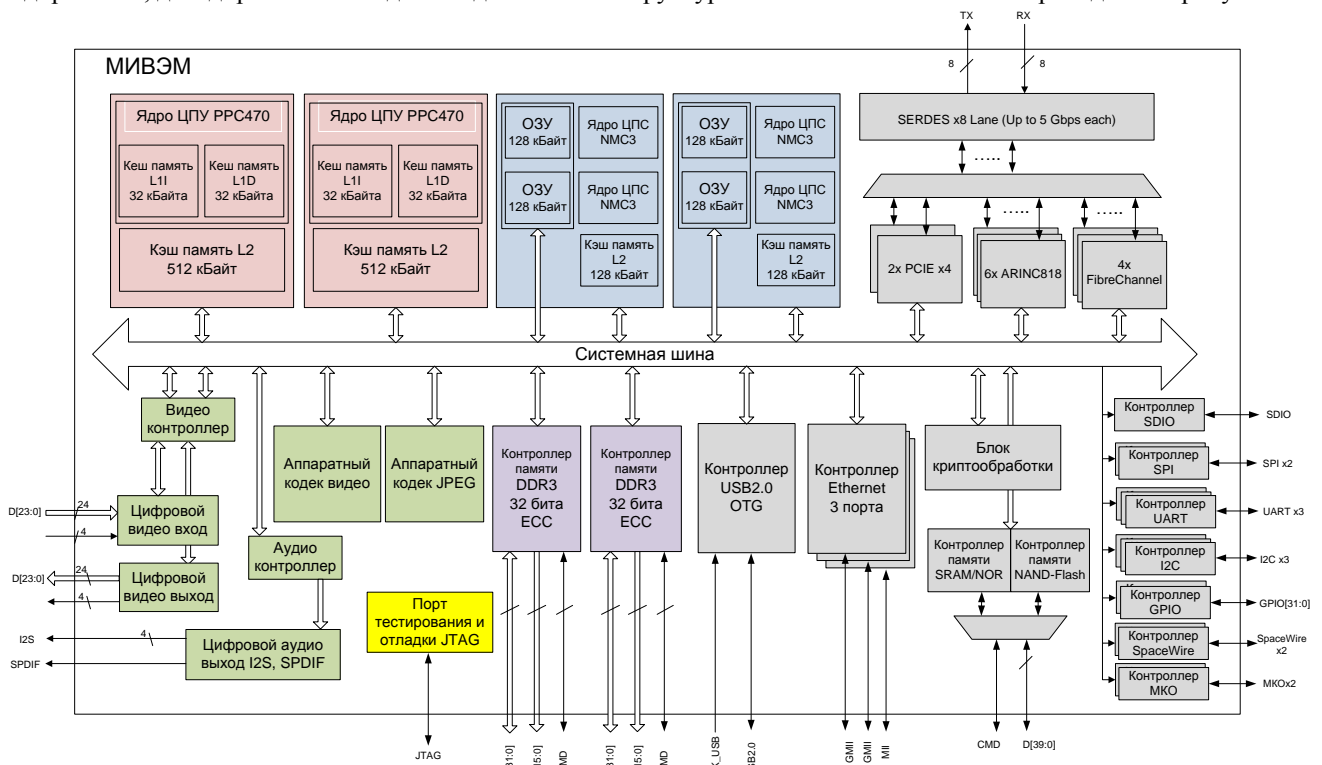 TX
RX
8
8
МИВЭМ
Ядро ЦПУ PPC470
Кеш память
L1I
32 кБайта
Кеш память
L1D
32 кБайта
Кэш память L2
512 кБайт
Ядро ЦПУ PPC470
Кеш память
L1I
32 кБайта
Кеш память
L1D
32 кБайта
Кэш память L2
512 кБайт
ОЗУ
128 кБайт
Ядро ЦПС
NMC3
ОЗУ
128 кБайт
Ядро ЦПС
NMC3
Кэш память
L2
128 кБайт
ОЗУ
128 кБайт
Ядро ЦПС
NMC3
ОЗУ
128 кБайт
Ядро ЦПС
NMC3
Кэш память
L2
128 кБайт
SERDES x8 Lane (Up to 5 Gbps each)
.....
.....
.....
2x PCIE x4
6x ARINC818
4x
FibreChannel
Системная шина
Видео
контроллер
D[23:0]
24
4
Цифровой
видео вход
D[23:0]
24
4
Цифровой
видео выход
Аудио
контроллер
I2S
4
SPDIF
Цифровой аудио
выход I2S, SPDIF
Аппаратный
кодек видео
Аппаратный
кодек JPEG
Порт
тестирования и
отладки JTAG
JTAG
Контроллер
памяти
DDR3
32 бита
ECC
Контроллер
памяти
DDR3
32 бита
ECC
Контроллер
USB2.0
OTG
Контроллер
Ethernet
3 порта
GMII
GMII
MII
Блок
криптообработки
Контроллер
памяти
SRAM/NOR
Контроллер
памяти
NAND-Flash
CMD
D[39:0]
Контроллер
SDIO
SDIO
Контроллер
SPI
SPI x2
Контроллер
UART
UART x3
Контроллер
I2C
I2C x3
Контроллер
GPIO
GPIO[31:0]
Контроллер
SpaceWire
SpaceWire
x2
Контроллер
МКО
МКОx2